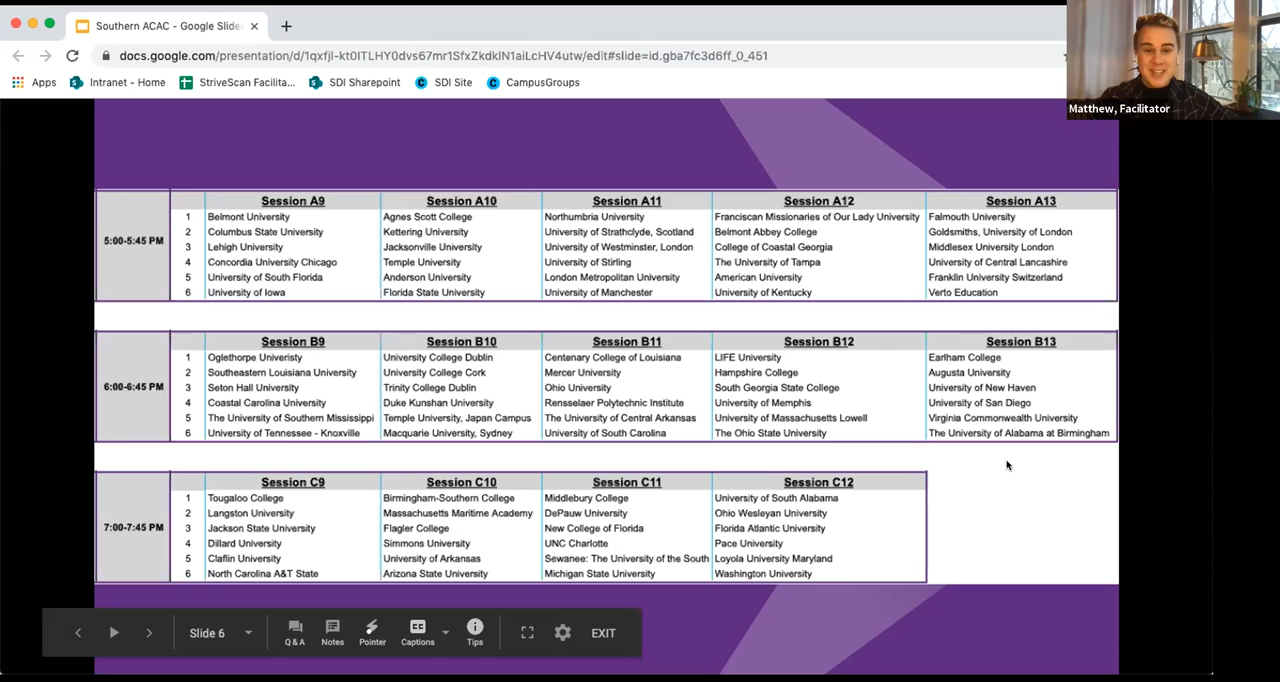 Southern ACAC - Google Slide
docs.google.com/presentation/d/1qxfjl-kt0ITLHY0dvs67mr1SfxZkdklN1aiLcHV4utw/edit#slide=id.gba7fc3d6ff_0_451
Apps Intranet - Home StriveScan Facilita... SDI Sharepoint SDI Site CampusGroups
Matthew, Facilitator
Session A9 Session A10 Session A11 Session A12 Session A13
1 Belmont University Agnes Scott College Northumbria University Franciscan Missionaries of Our Lady University Falmouth University
2 Columbus State University Kettering University University of Strathclyde, Scotland Belmont Abbey College Goldsmiths, University of London
5:00-5:45 PM
3 Lehigh University Jacksonville University University of Westminster, London College of Coastal Georgia Middlesex University London
4 Concordia University Chicago Temple University University of Stirling The University of Tampa University of Central Lancashire
5 University of South Florida Anderson University London Metropolitan University American University Franklin University Switzerland
6 University of Iowa Florida State University University of Manchester University of Kentucky Verto Education
Session B9 Session B10 Session B11 Session B12 Session B13
1 Oglethorpe Univeristy University College Dublin Centenary College of Louisiana LIFE University Earlham College
2 Southeastern Louisiana University University College Cork Mercer University Hampshire College Augusta University
6:00-6:45 PM
3 Seton Hall University Trinity College Dublin Ohio University South Georgia State College University of New Haven
4 Coastal Carolina University Duke Kunshan University Rensselaer Polytechnic Institute University of Memphis University of San Diego
5 The University of Southern Mississippi Temple University, Japan Campus The University of Central Arkansas University of Massachusetts Lowell Virginia Commonwealth University
6 University of Tennessee - Knoxville Macquarie University, Sydney University of South Carolina The Ohio State University The University of Alabama at Birmingham
Session C9 Session C10 Session C11 Session C12
1 Tougaloo College Birmingham-Southern College Middlebury College University of South Alabama
2 Langston University Massachusetts Maritime Academy DePauw University Ohio Wesleyan University
7:00-7:45 PM
3 Jackson State University Flagler College New College of Florida Florida Atlantic University
4 Dillard University Simmons University UNC Charlotte Pace University
5 Claflin University University of Arkansas Sewanee: The University of the South Loyola University Maryland
6 North Carolina A&T State Arizona State University Michigan State University Washington University
Slide 6 Q & A Notes Pointer CC Captions Tips EXIT